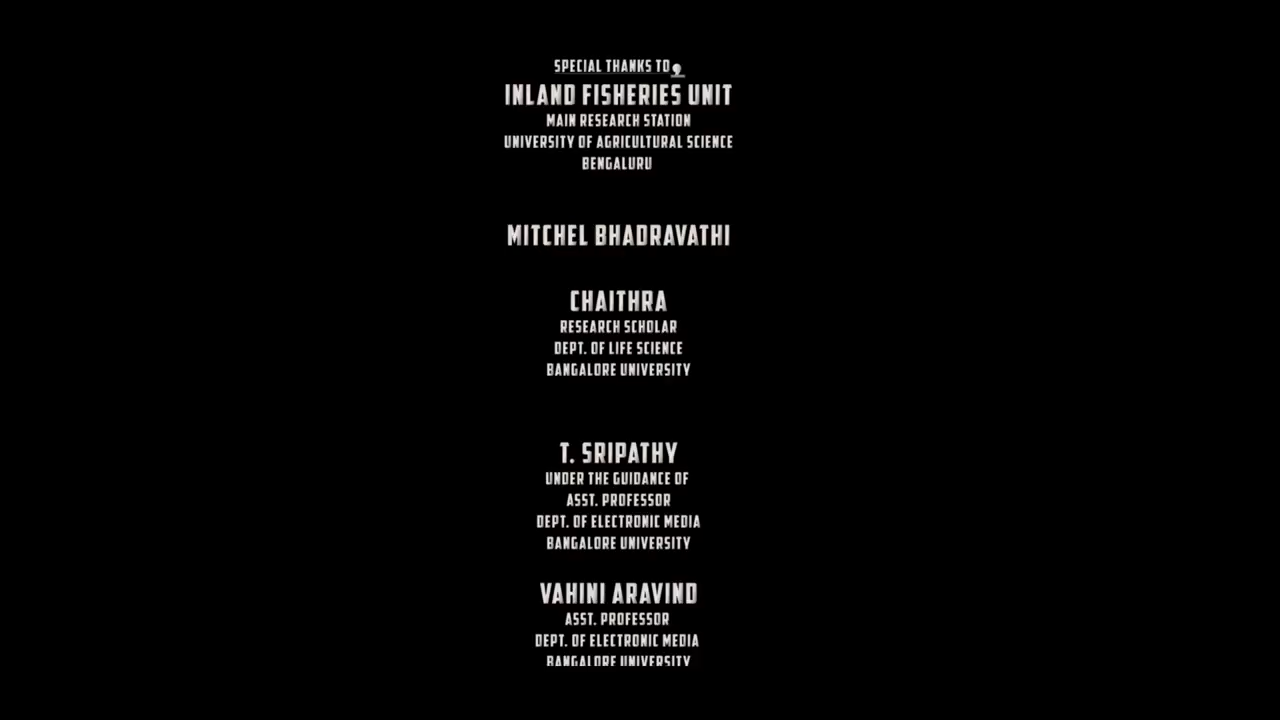 SPECIAL THANKS TO,
INLAND FISHERIES UNIT
MAIN RESEARCH STATION
UNIVERSITY OF AGRICULTURAL SCIENCE
BENGALURU
MITCHEL BHADRAVATHI
CHAITHRA
RESEARCH SCHOLAR
DEPT. OF LIFE SCIENCE
BANGALORE UNIVERSITY
T. SRIPATHY
UNDER THE GUIDANCE OF
ASST. PROFESSOR
DEPT. OF ELECTRONIC MEDIA
BANGALORE UNIVERSITY
VAHINI ARAVIND
ASST. PROFESSOR
DEPT. OF ELECTRONIC MEDIA
BANGALORE UNIVERSITY